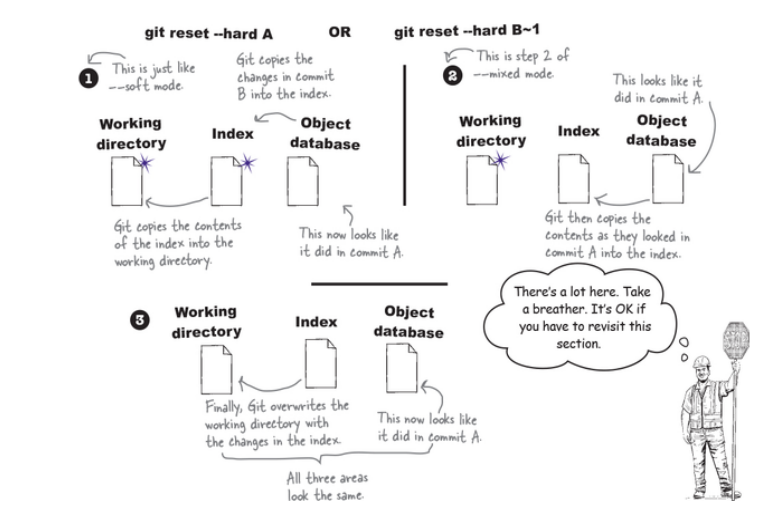 git reset --hard A OR git reset --hard B~1
1
This is just like
--soft mode.
Git copies the
changes in commit
B into the index.
Working
directory
Index
Object
database
Git copies the contents
of the index into the
working directory.
This now looks like
it did in commit A.
2
This is step 2 of
--mixed mode.
This looks like it
did in commit A.
Working
directory
Index
Object
database
Git then copies the
contents as they looked in
commit A into the index.
3
Working
directory
Index
Object
database
Finally, Git overwrites the
working directory with
the changes in the index.
This now looks like
it did in commit A.
All three areas
look the same.
There's a lot here. Take
a breather. It's OK if
you have to revisit this
section.